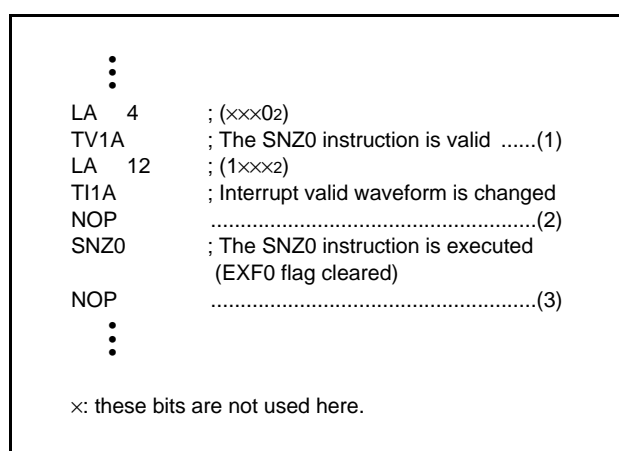 LA 4 ; (×××0₂)
TV1A ; The SNZ0 instruction is valid ......(1)
LA 12 ; (1×××₂)
TI1A ; Interrupt valid waveform is changed
NOP ......................................................(2)
SNZ0 ; The SNZ0 instruction is executed
(EXF0 flag cleared)
NOP ......................................................(3)
×: these bits are not used here.